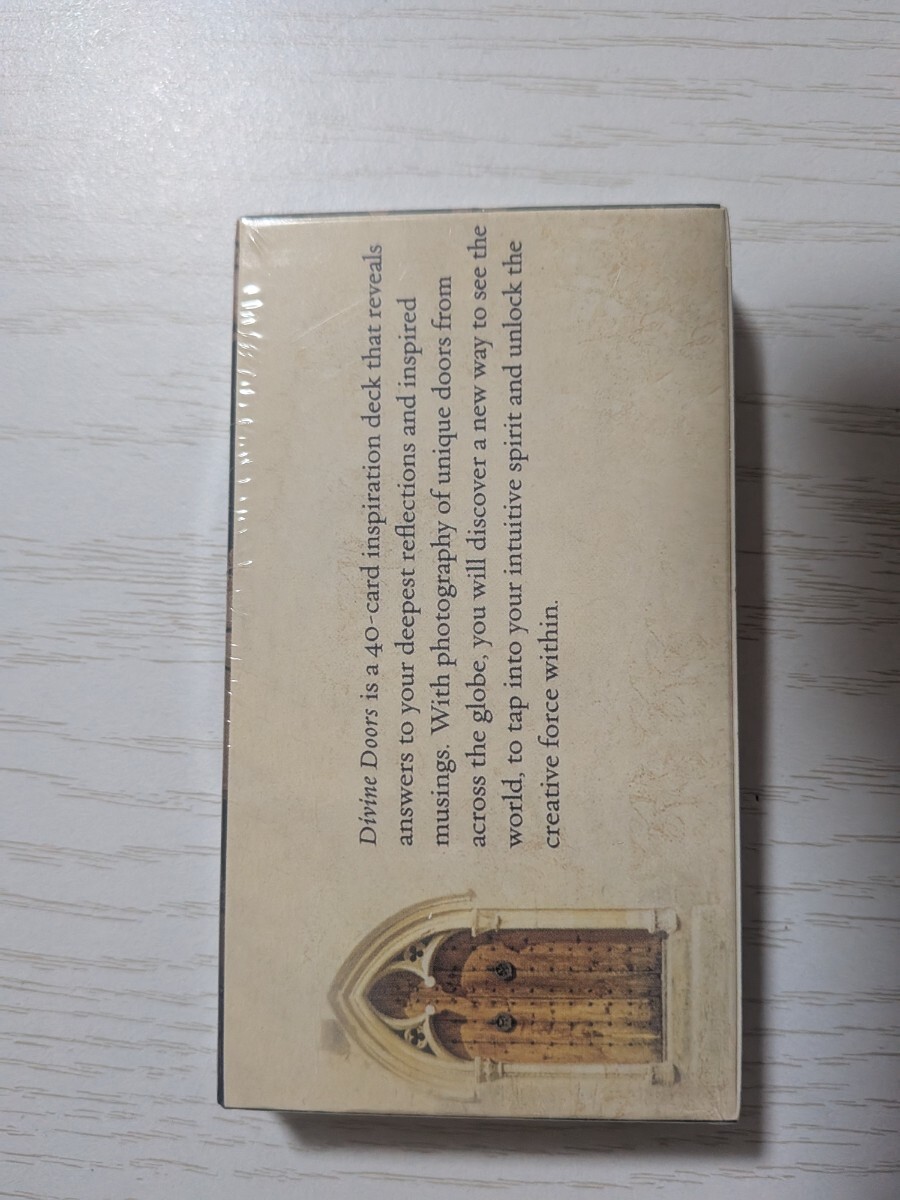 Divine Doors is a 40-card inspiration deck that reveals
answers to your deepest reflections and inspired
musings. With photography of unique doors from
across the globe, you will discover a new way to see the
world, to tap into your intuitive spirit and unlock the
creative force within.